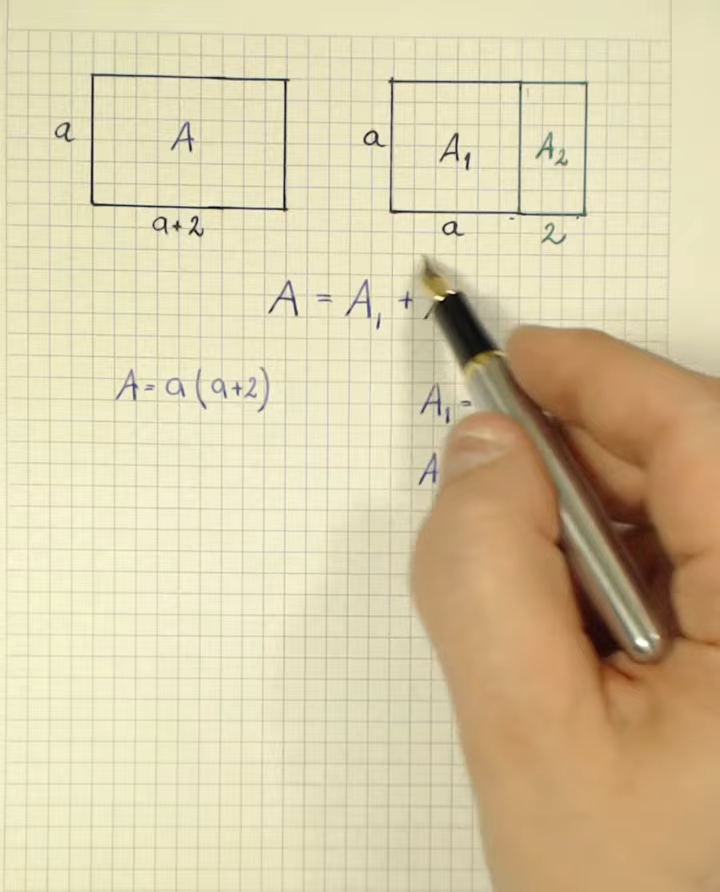 a A a A₁ A₂
a+2 a 2
A = A₁ +
A = a(a+2) A₁ =
A